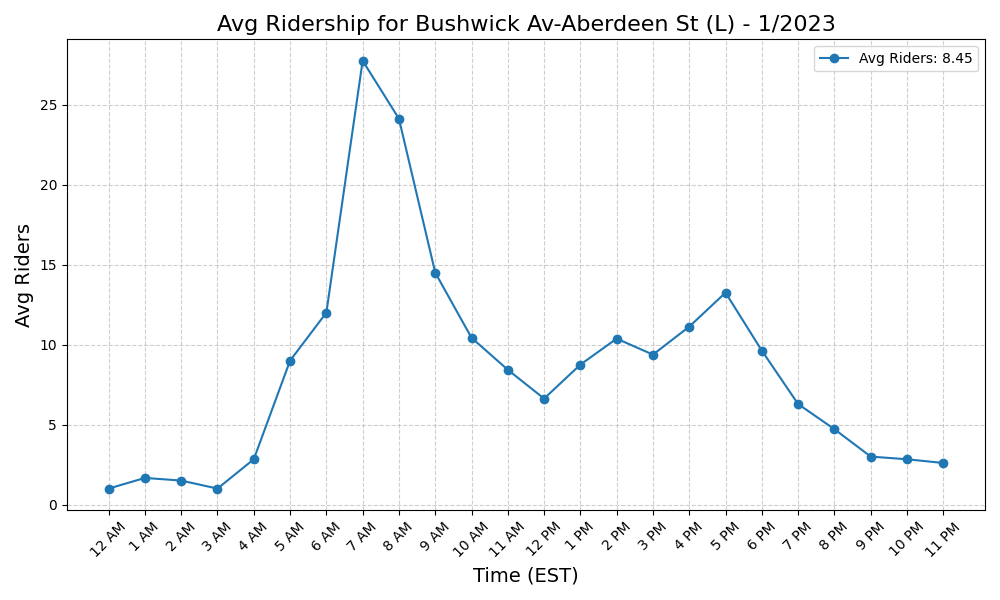 Avg Ridership for Bushwick Av-Aberdeen St (L) - 1/2023
Avg Riders: 8.45
Avg Riders
25
20
15
10
5
0
12 AM
1 AM
2 AM
3 AM
4 AM
5 AM
6 AM
7 AM
8 AM
9 AM
10 AM
11 AM
12 PM
1 PM
2 PM
3 PM
4 PM
5 PM
6 PM
7 PM
8 PM
9 PM
10 PM
11 PM
Time (EST)